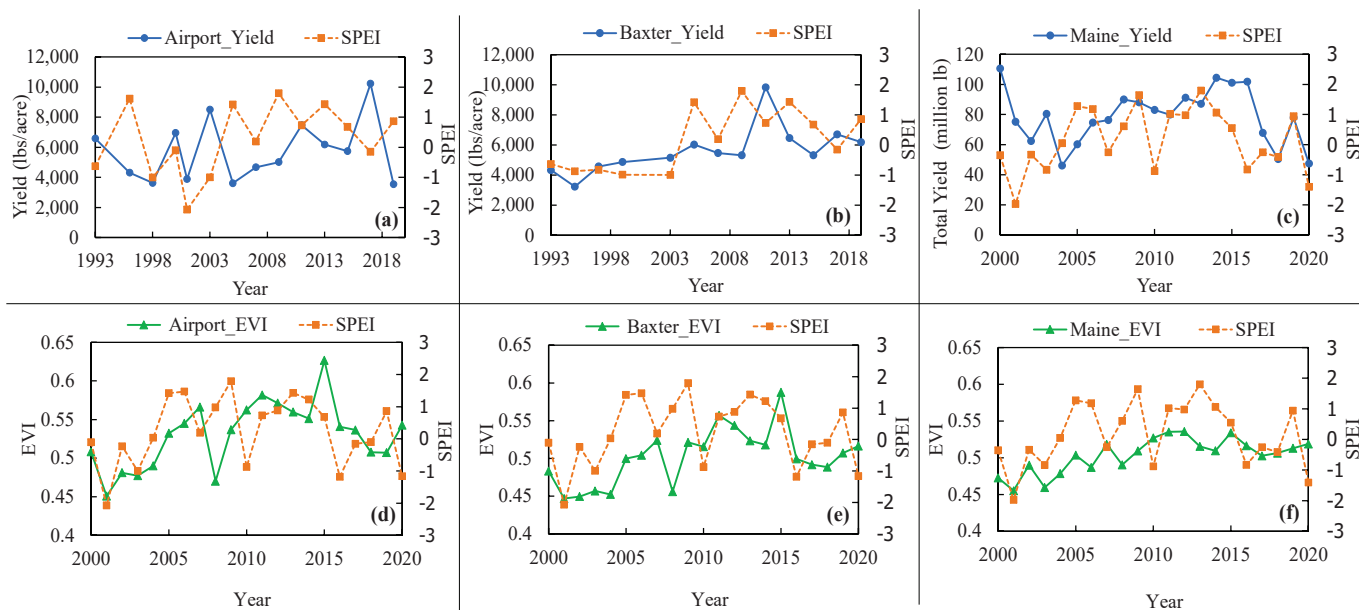 Airport_Yield SPEI
12,000
10,000
8,000
6,000
4,000
2,000
0
Yield (lbs/acre)
3
2
1
0
-1
-2
-3
SPEI
(a)
1993 1998 2003 2008 2013 2018
Year
Baxter_Yield SPEI
12,000
10,000
8,000
6,000
4,000
2,000
0
Yield (lbs/acre)
3
2
1
0
-1
-2
-3
SPEI
(b)
1993 1998 2003 2008 2013 2018
Year
Maine_Yield SPEI
120
100
80
60
40
20
0
Total Yield (million lb)
3
2
1
0
-1
-2
-3
SPEI
(c)
2000 2005 2010 2015 2020
Year
Airport_EVI SPEI
0.65
0.6
0.55
0.5
0.45
0.4
EVI
3
2
1
0
-1
-2
-3
SPEI
(d)
2000 2005 2010 2015 2020
Year
Baxter_EVI SPEI
0.65
0.6
0.55
0.5
0.45
0.4
EVI
3
2
1
0
-1
-2
-3
SPEI
(e)
2000 2005 2010 2015 2020
Year
Maine_EVI SPEI
0.65
0.6
0.55
0.5
0.45
0.4
EVI
3
2
1
0
-1
-2
-3
SPEI
(f)
2000 2005 2010 2015 2020
Year